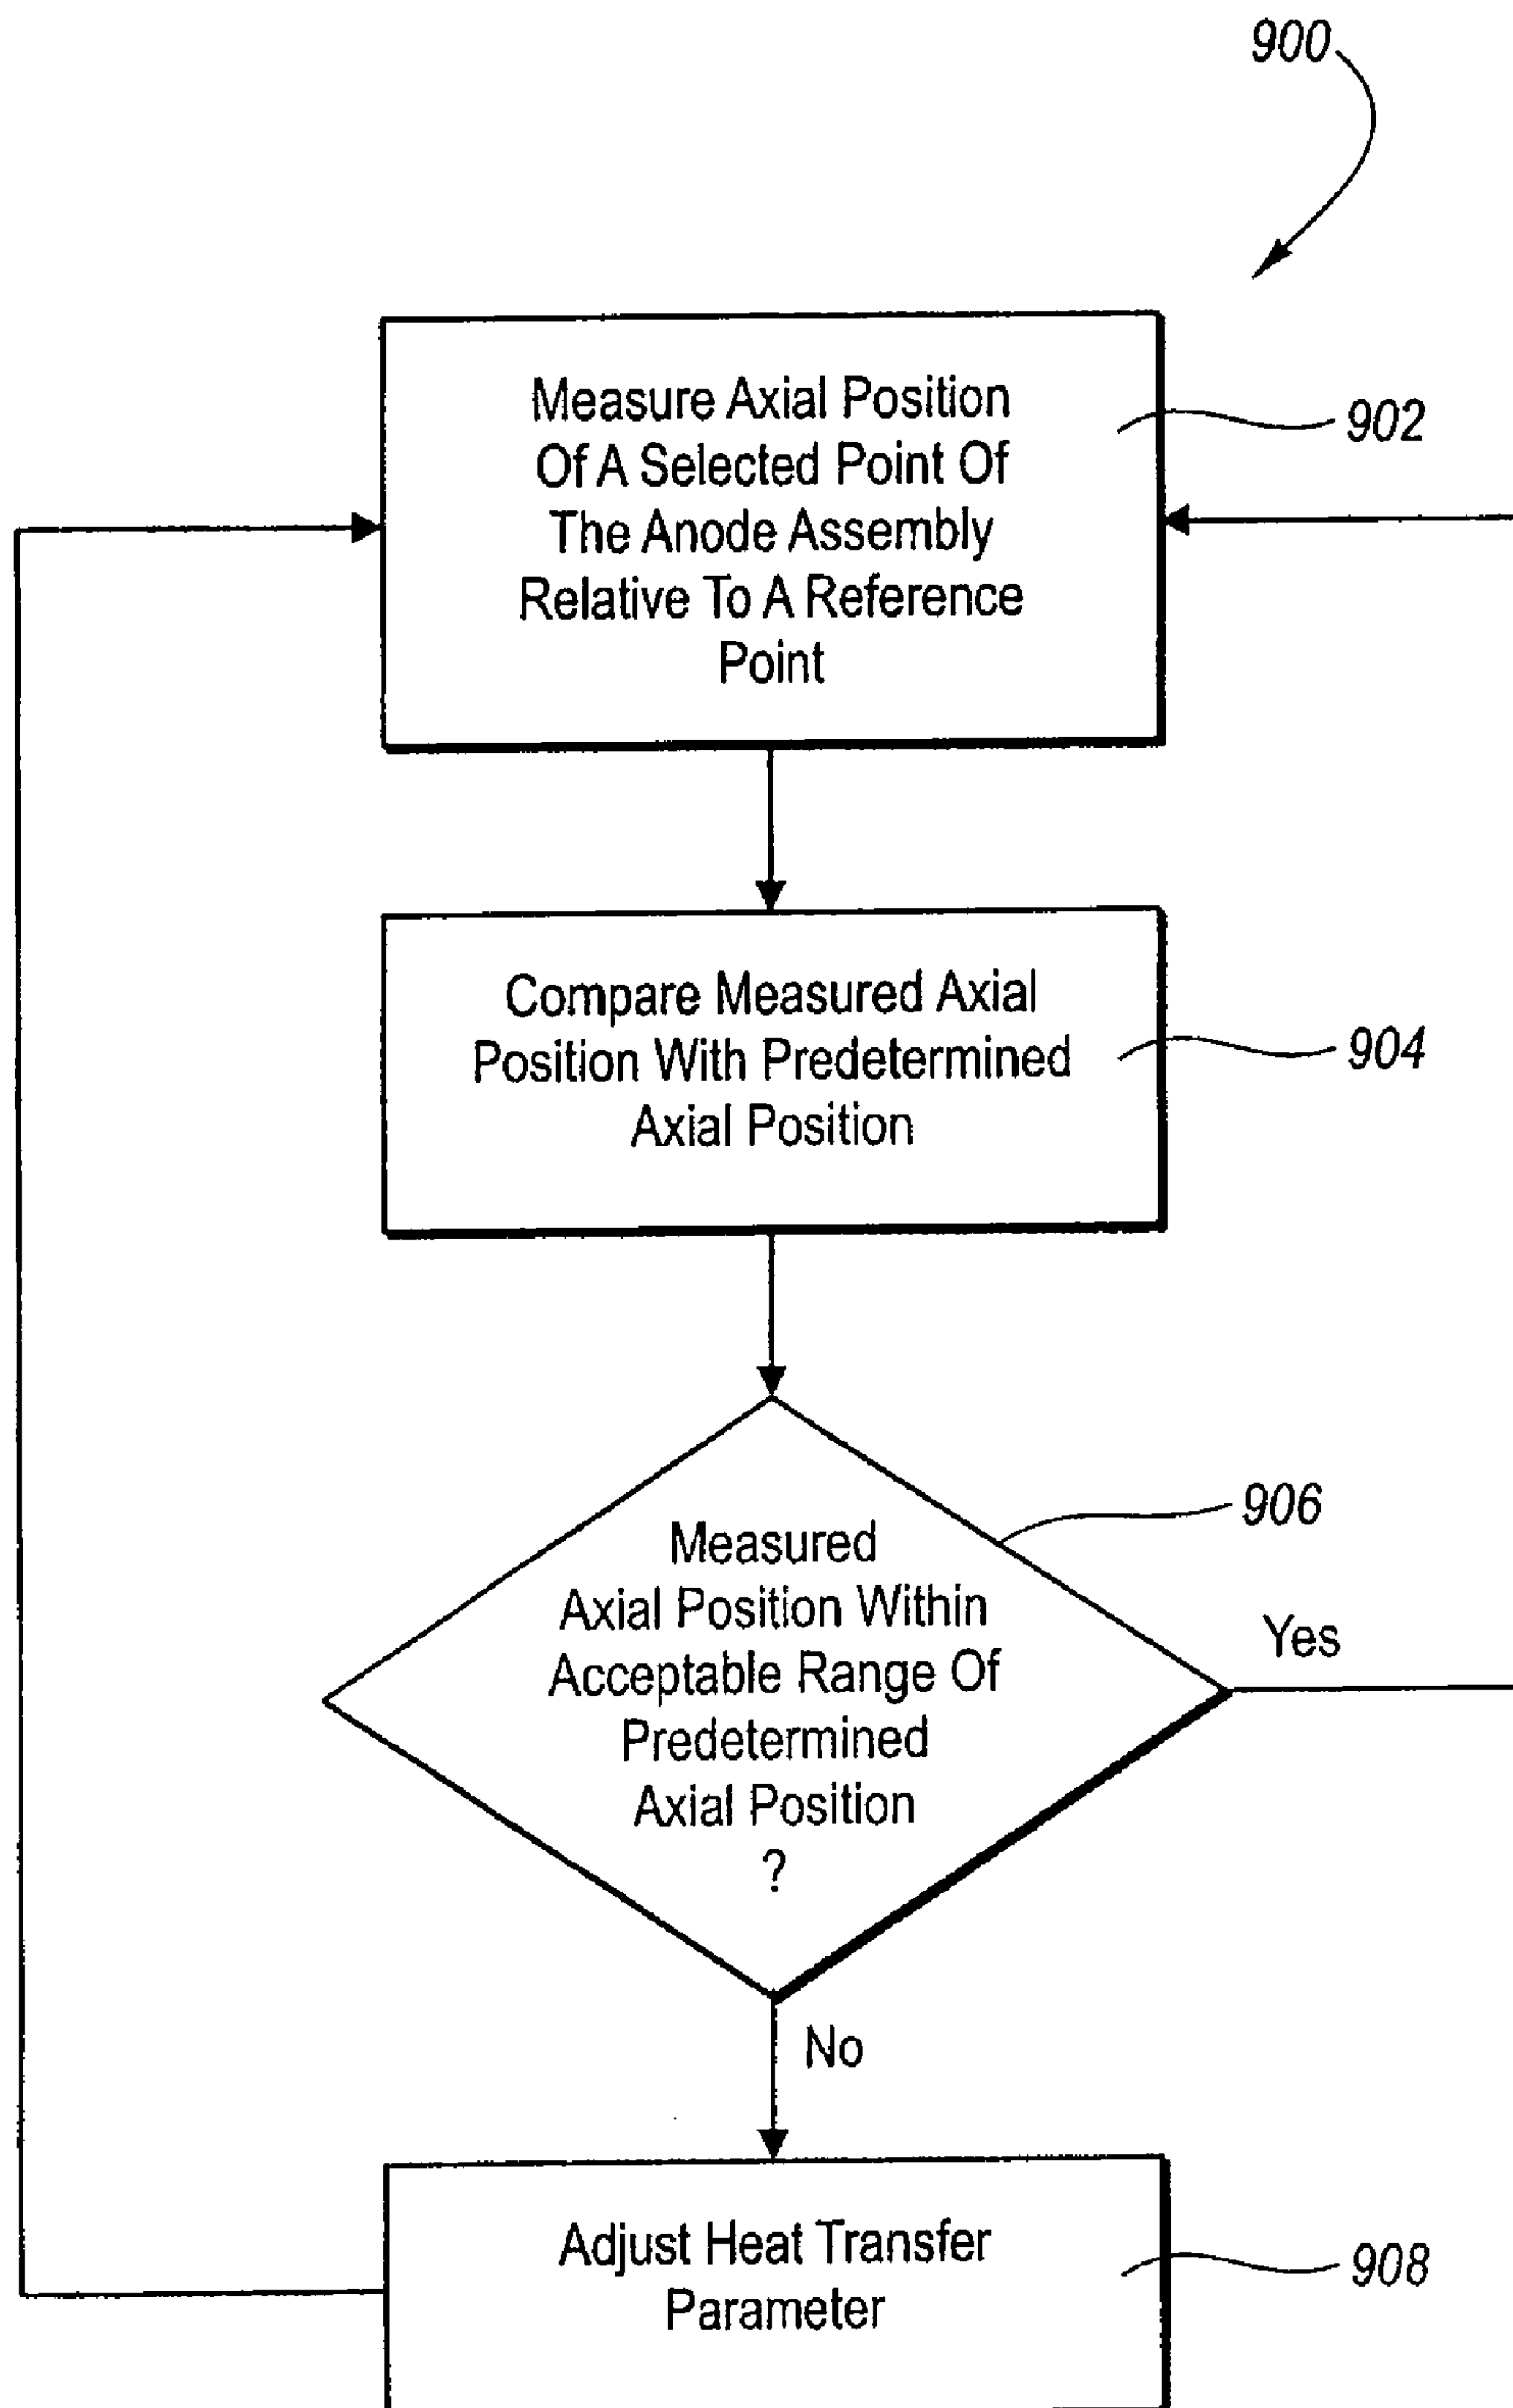 900
Measure Axial Position
Of A Selected Point Of
The Anode Assembly
Relative To A Reference
Point
902
Compare Measured Axial
Position With Predetermined
Axial Position
904
Measured
Axial Position Within
Acceptable Range Of
Predetermined
Axial Position
?
906
Yes
No
Adjust Heat Transfer
Parameter
908